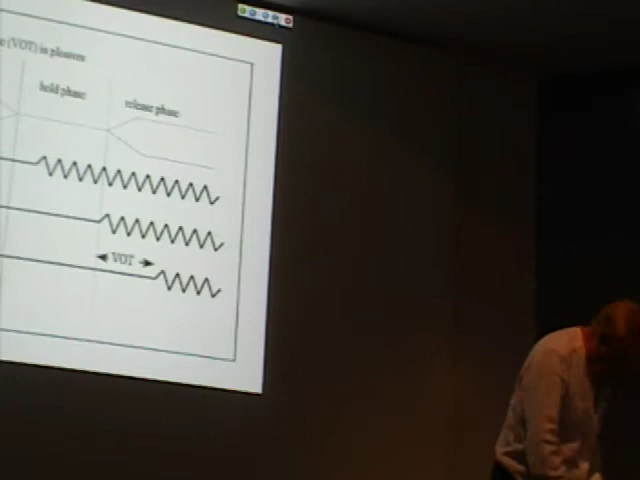 (VOT) in plosives
hold phase
release phase
VOT